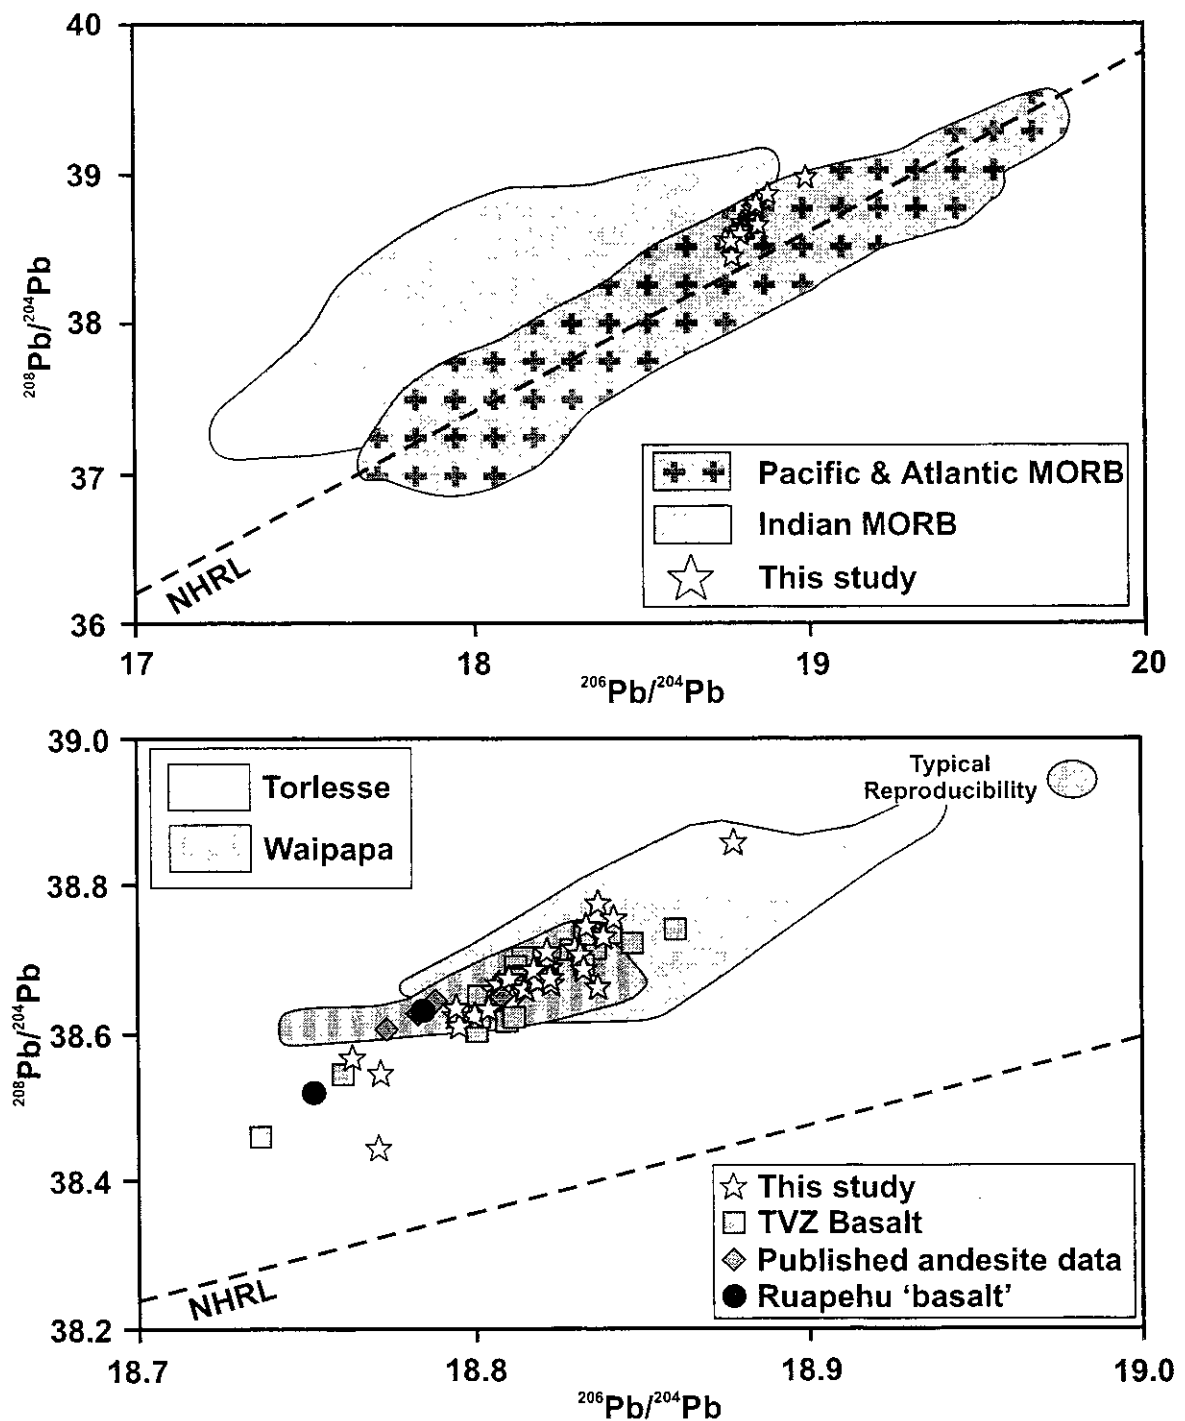 40
39
38
37
36
²⁰⁸Pb/²⁰⁴Pb
NHRL
Pacific & Atlantic MORB
Indian MORB
This study
17
18
19
20
²⁰⁶Pb/²⁰⁴Pb
39.0
38.8
38.6
38.4
38.2
²⁰⁸Pb/²⁰⁴Pb
Torlesse
Waipapa
Typical
Reproducibility
NHRL
This study
TVZ Basalt
Published andesite data
Ruapehu ‘basalt’
18.7
18.8
18.9
19.0
²⁰⁶Pb/²⁰⁴Pb